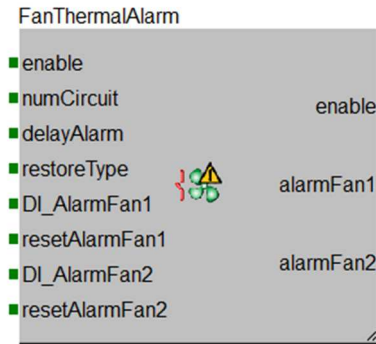 FanThermalAlarm
enable
numCircuit
delayAlarm
restoreType
DI_AlarmFan1
resetAlarmFan1
DI_AlarmFan2
resetAlarmFan2
enable
alarmFan1
alarmFan2